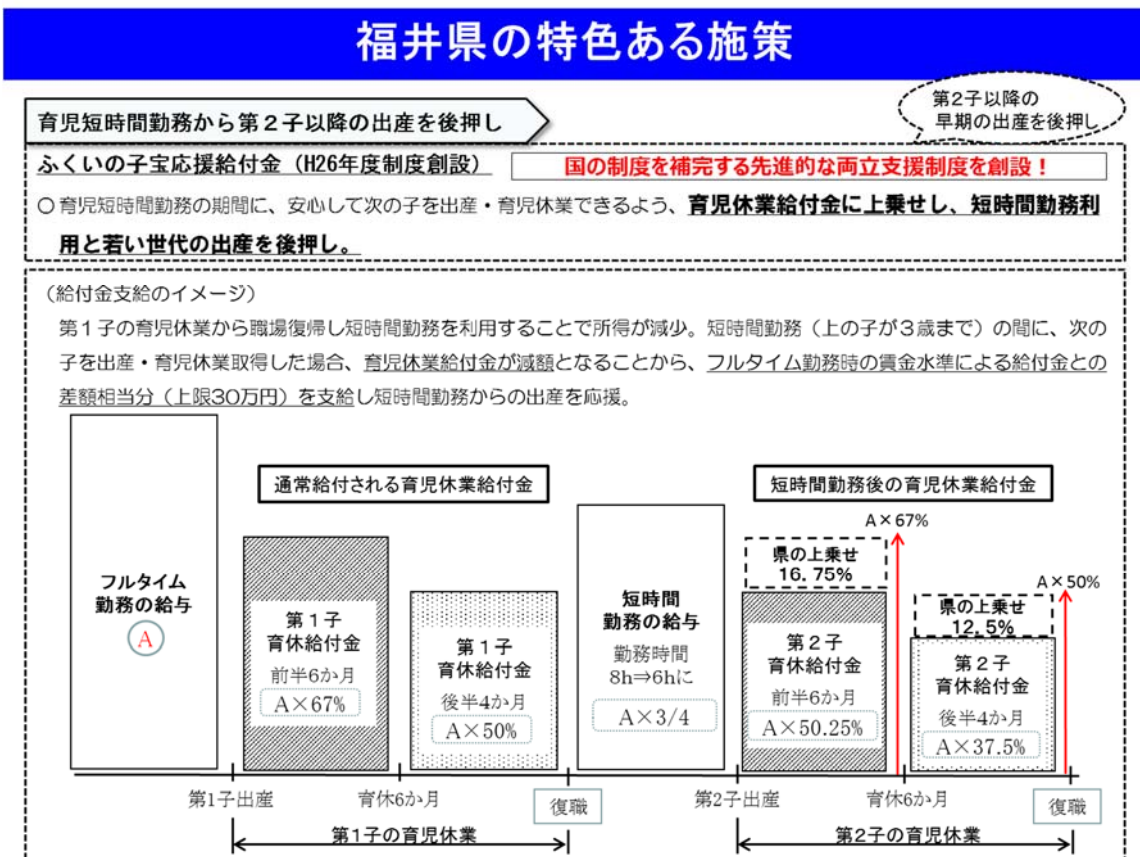 福井県の特色ある施策
第2子以降の
早期の出産を後押し
育児短時間勤務から第２子以降の出産を後押し
ふくいの子宝応援給付金（H26年度制度創設）
国の制度を補完する先進的な両立支援制度を創設！
○ 育児短時間勤務の期間に、安心して次の子を出産・育児休業できるよう、育児休業給付金に上乗せし、短時間勤務利
用と若い世代の出産を後押し。
（給付金支給のイメージ）
第１子の育児休業から職場復帰し短時間勤務を利用することで所得が減少。短時間勤務（上の子が３歳まで）の間に、次の
子を出産・育児休業取得した場合、育児休業給付金が減額となることから、フルタイム勤務時の賃金水準による給付金との
差額相当分（上限30万円）を支給し短時間勤務からの出産を応援。
通常給付される育児休業給付金
短時間勤務後の育児休業給付金
フルタイム
勤務の給与
A
第１子
育休給付金
前半6か月
A×67%
第１子
育休給付金
後半4か月
A×50%
短時間
勤務の給与
勤務時間
8h⇒6hに
A×3/4
A×67%
県の上乗せ
16.75%
第２子
育休給付金
前半6か月
A×50.25%
A×50%
県の上乗せ
12.5%
第２子
育休給付金
後半4か月
A×37.5%
第1子出産
育休6か月
復職
第2子出産
育休6か月
復職
第1子の育児休業
第2子の育児休業